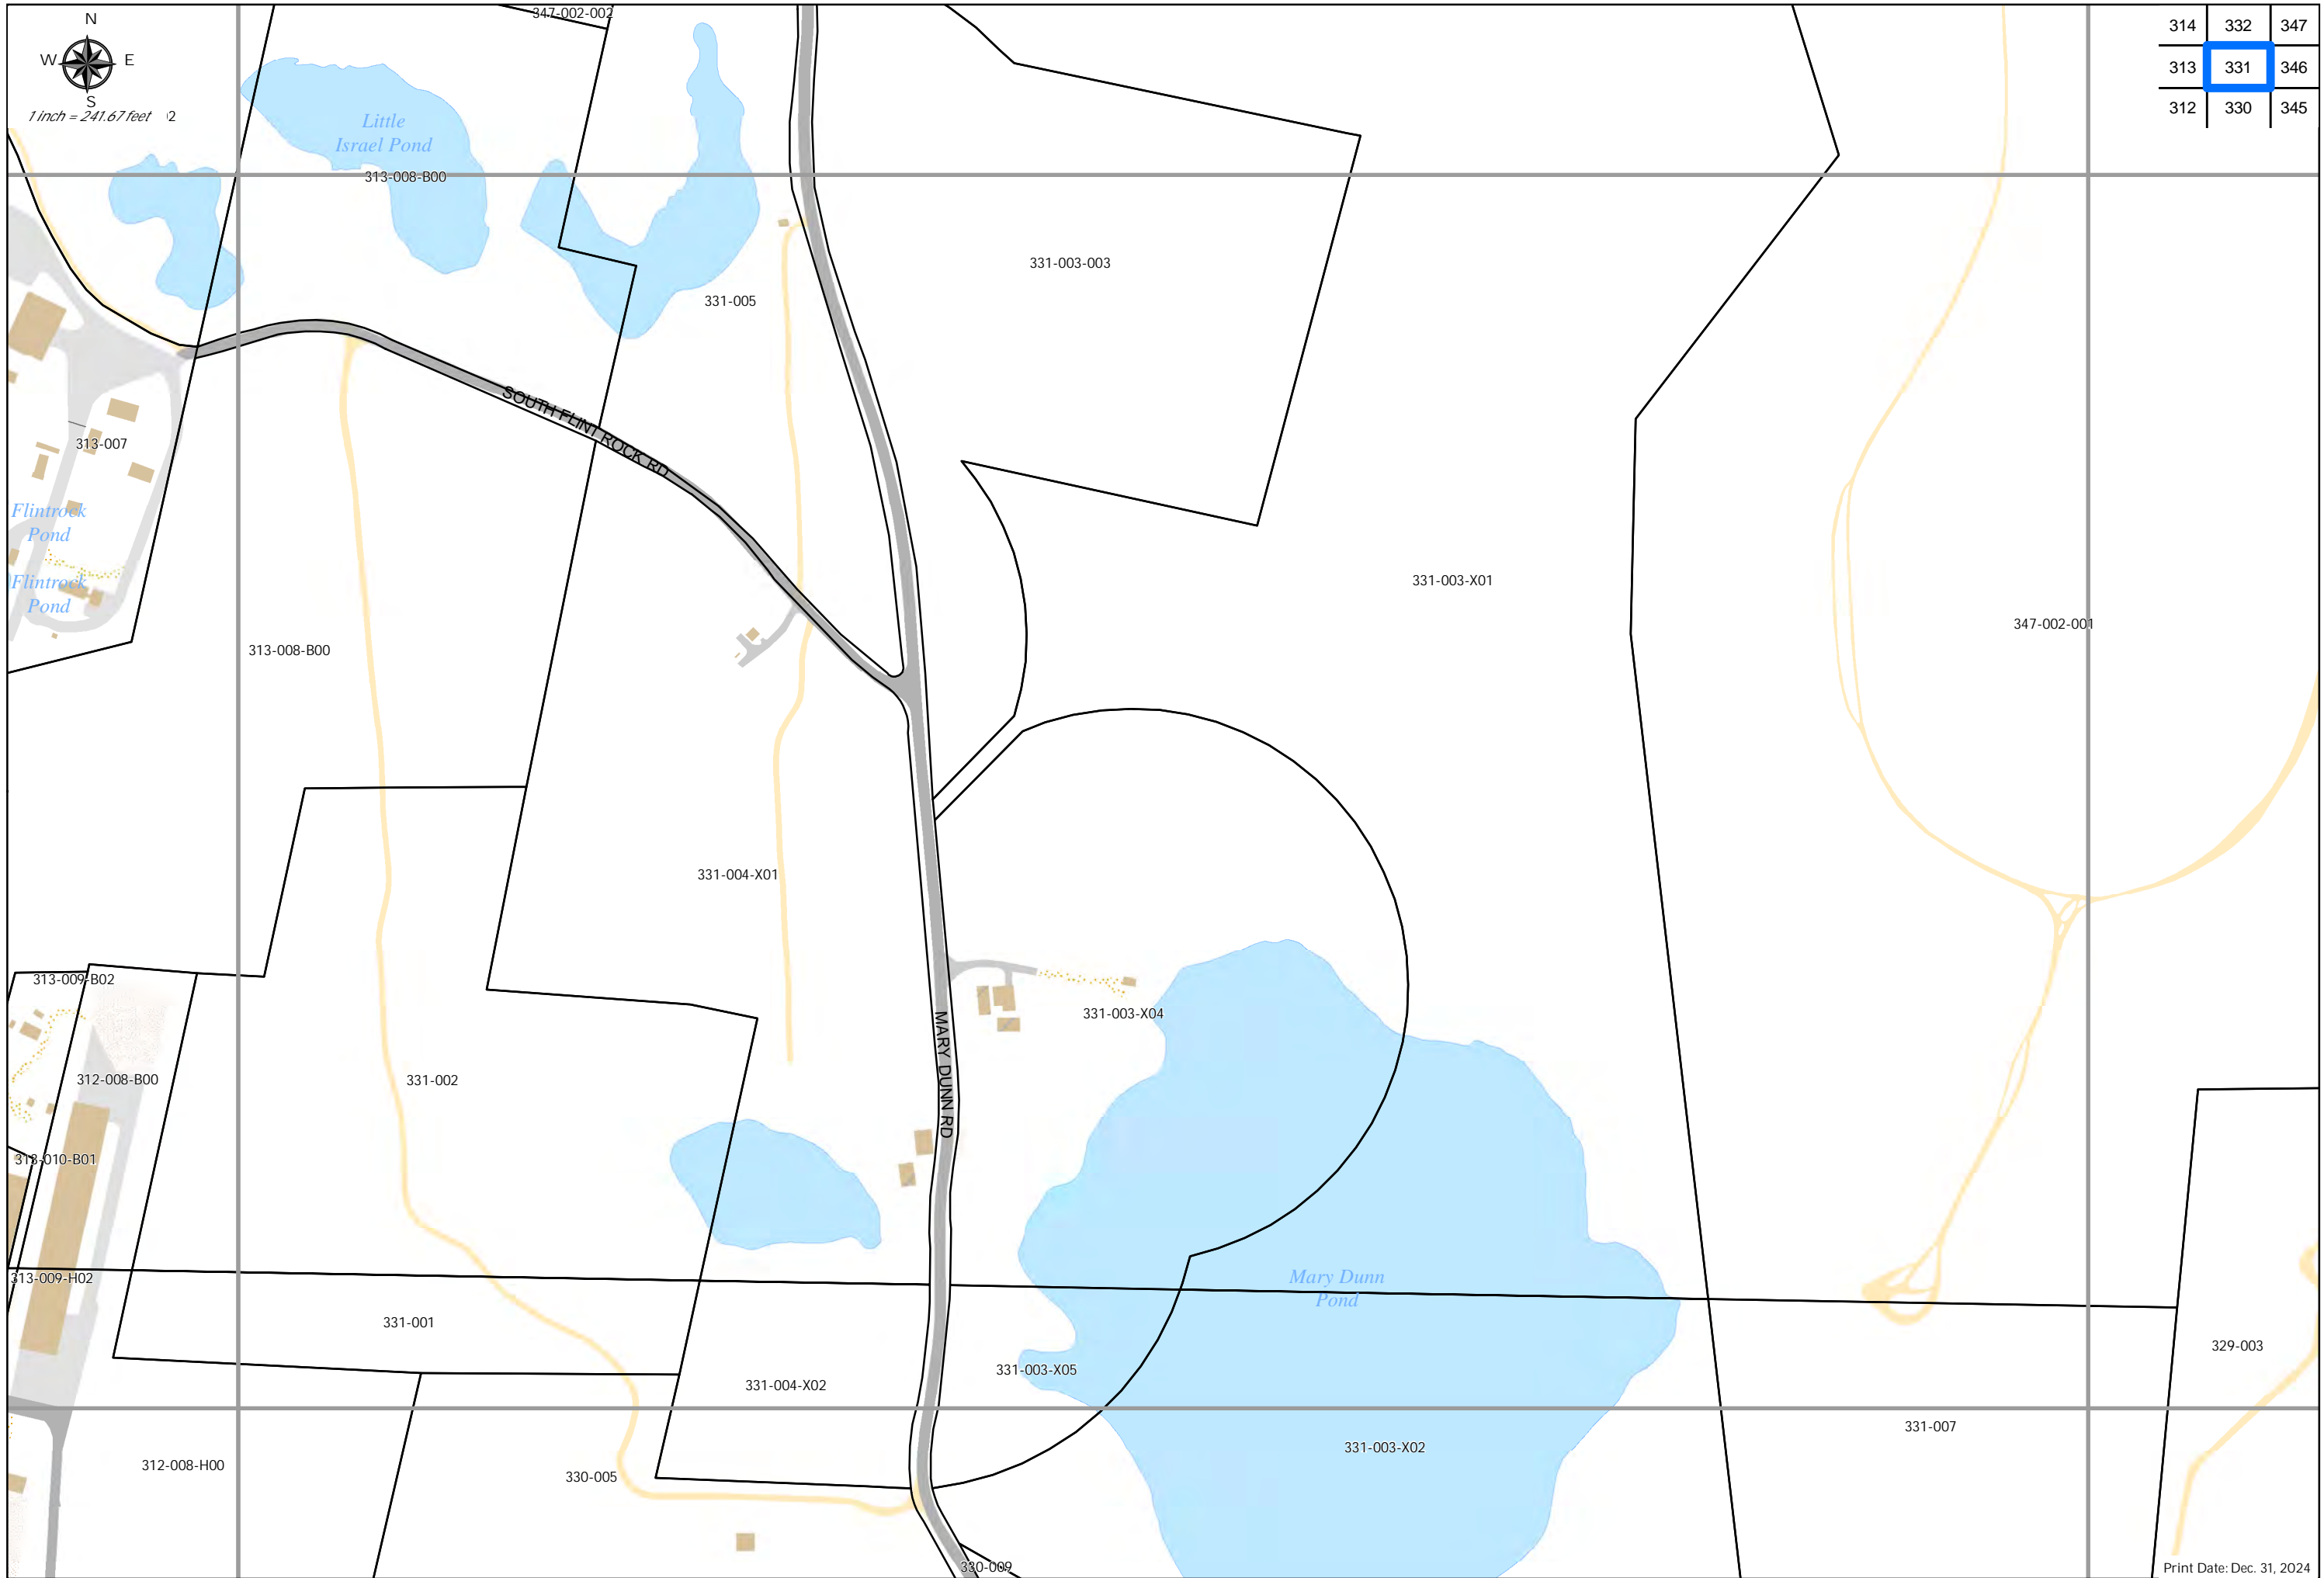 N
W E
S
1 inch = 241.67 feet
2
314 332 347
313 331 346
312 330 345
347-002-002
Little
Israel Pond
313-008-B00
331-005
331-003-003
SOUTH FLINT ROCK RD
313-007
Flintrock
Pond
Flintrock
Pond
331-003-X01
347-002-001
313-008-B00
331-004-X01
313-009-B02
331-003-X04
MARY DUNN RD
312-008-B00
331-002
313-010-B01
313-009-H02
Mary Dunn
Pond
331-001
329-003
331-003-X05
331-004-X02
331-007
331-003-X02
312-008-H00
330-005
330-009
Print Date: Dec. 31, 2024